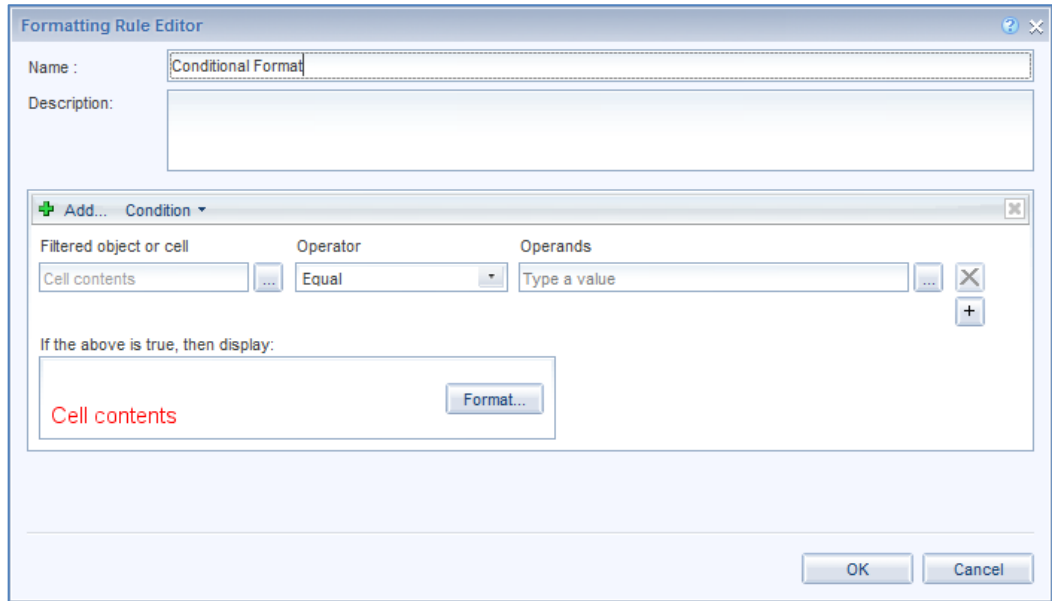 Formatting Rule Editor
Name :
Conditional Format
Description:
Add... Condition
Filtered object or cell Operator Operands
Cell contents ... Equal Type a value ...
+
If the above is true, then display:
Format...
Cell contents
OK Cancel